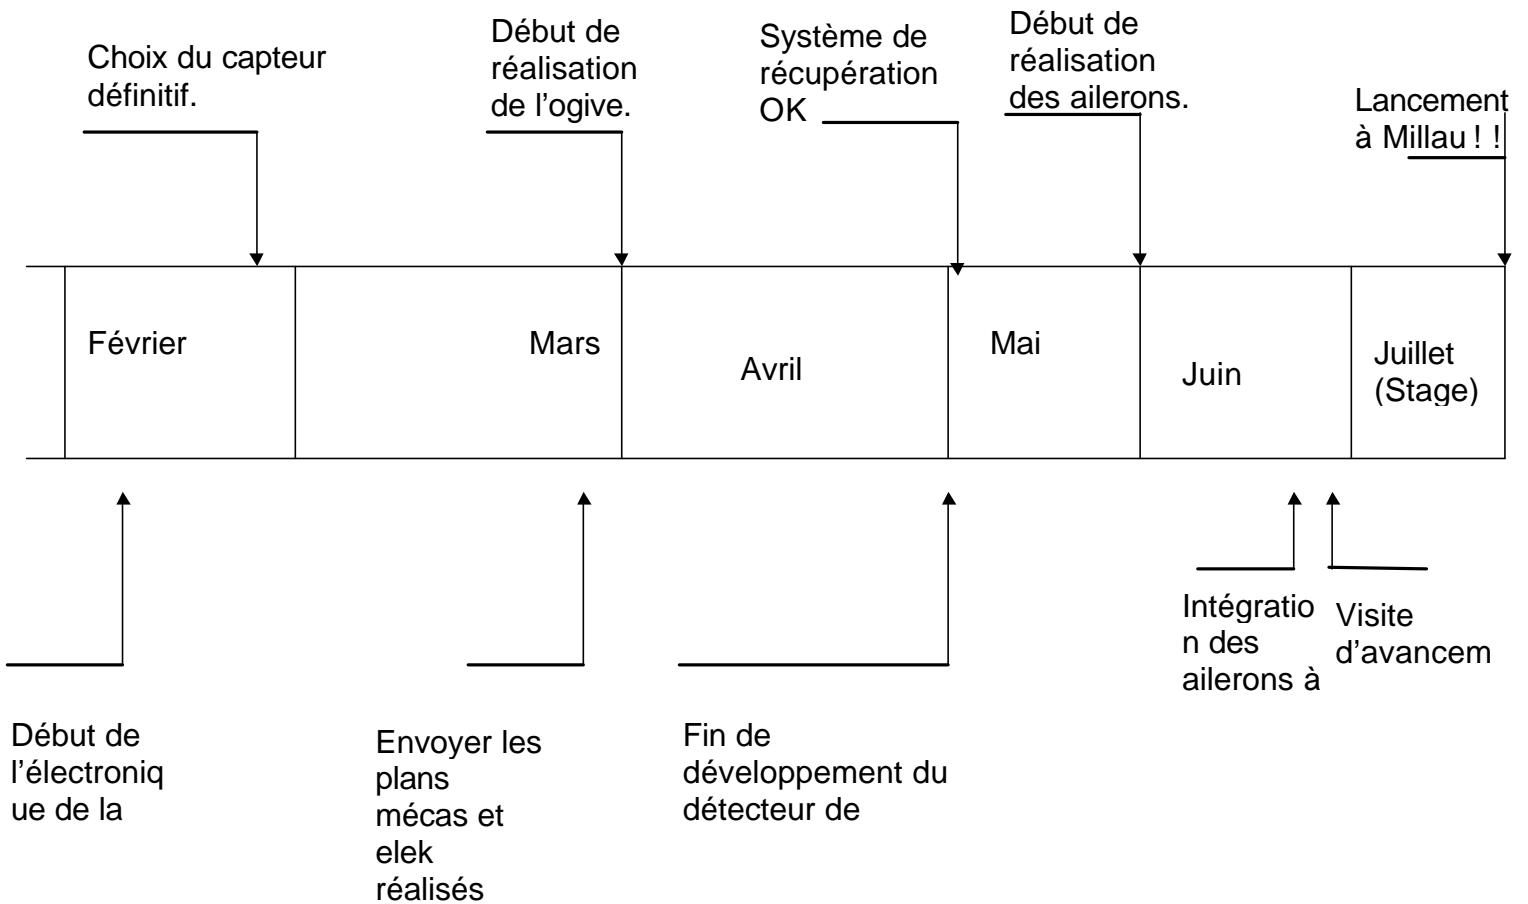 Choix du capteur
définitif.
Début de
réalisation
de l'ogive.
Système de
récupération
OK
Début de
réalisation
des ailerons.
Lancement
à Millau ! !
Février
Mars
Avril
Mai
Juin
Juillet
(Stage)
Début de
l'électroniq
ue de la
Envoyer les
plans
mécas et
elek
réalisés
Fin de
développement du
détecteur de
Intégratio
n des
ailerons à
Visite
d'avancem